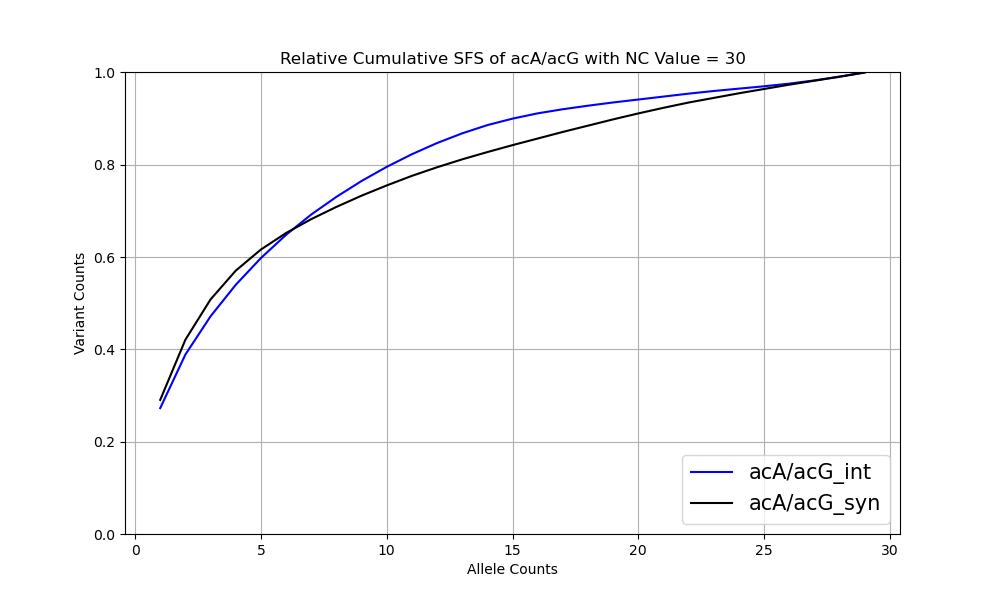 Relative Cumulative SFS of acA/acG with NC Value = 30
1.0
0.8
0.6
0.4
0.2
0.0
Variant Counts
0 5 10 15 20 25 30
Allele Counts
acA/acG_int
acA/acG_syn